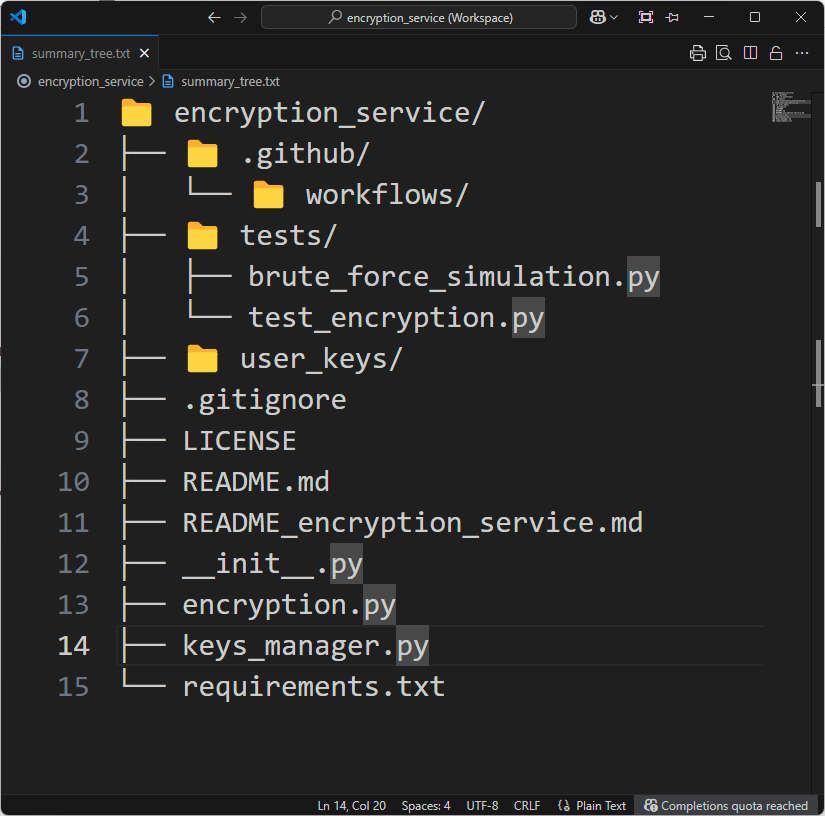 encryption_service (Workspace)
summary_tree.txt
encryption_service > summary_tree.txt
1 encryption_service/
2 ├── .github/
3 │ └── workflows/
4 ├── tests/
5 │ ├── brute_force_simulation.py
6 │ └── test_encryption.py
7 ├── user_keys/
8 ├── .gitignore
9 ├── LICENSE
10 ├── README.md
11 ├── README_encryption_service.md
12 ├── __init__.py
13 ├── encryption.py
14 ├── keys_manager.py
15 └── requirements.txt
Ln 14, Col 20 Spaces: 4 UTF-8 CRLF Plain Text Completions quota reached